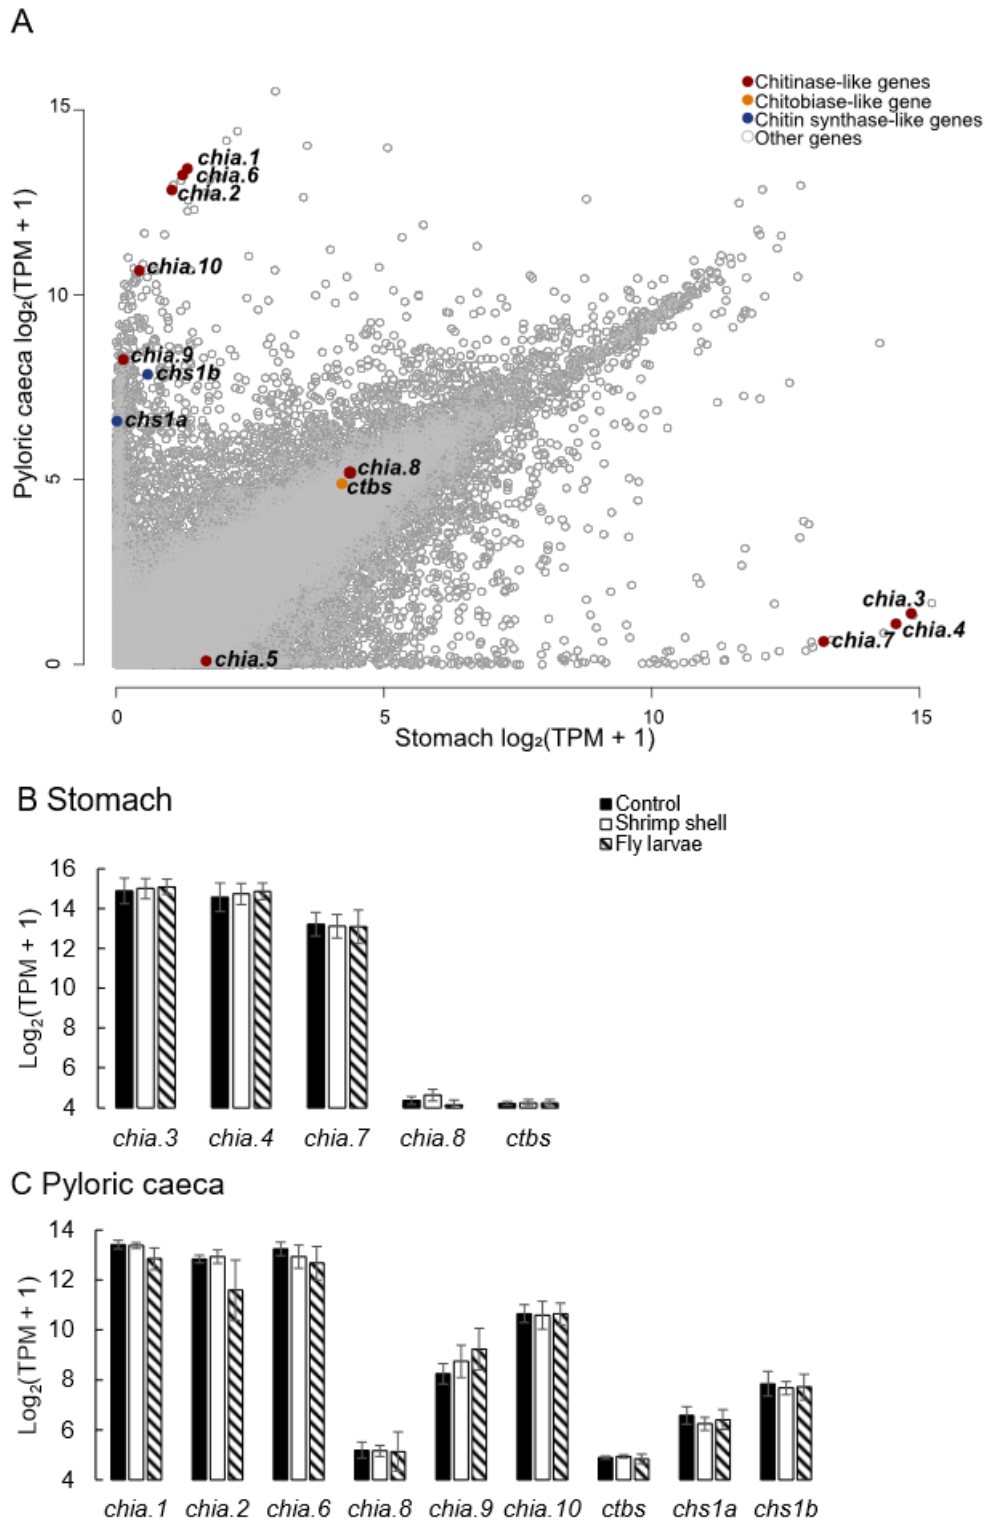 A
Chitinase-like genes
Chitobiase-like gene
Chitin synthase-like genes
Other genes
Pyloric caeca log₂(TPM + 1)
15
10
5
0
chia.1
chia.6
chia.2
chia.10
chia.9
chs1b
chs1a
chia.8
ctbs
chia.3
chia.4
chia.7
chia.5
0 5 10 15
Stomach log₂(TPM + 1)
B Stomach
Control
Shrimp shell
Fly larvae
Log₂(TPM + 1)
16
14
12
10
8
6
4
chia.3 chia.4 chia.7 chia.8 ctbs
C Pyloric caeca
Log₂(TPM + 1)
14
12
10
8
6
4
chia.1 chia.2 chia.6 chia.8 chia.9 chia.10 ctbs chs1a chs1b